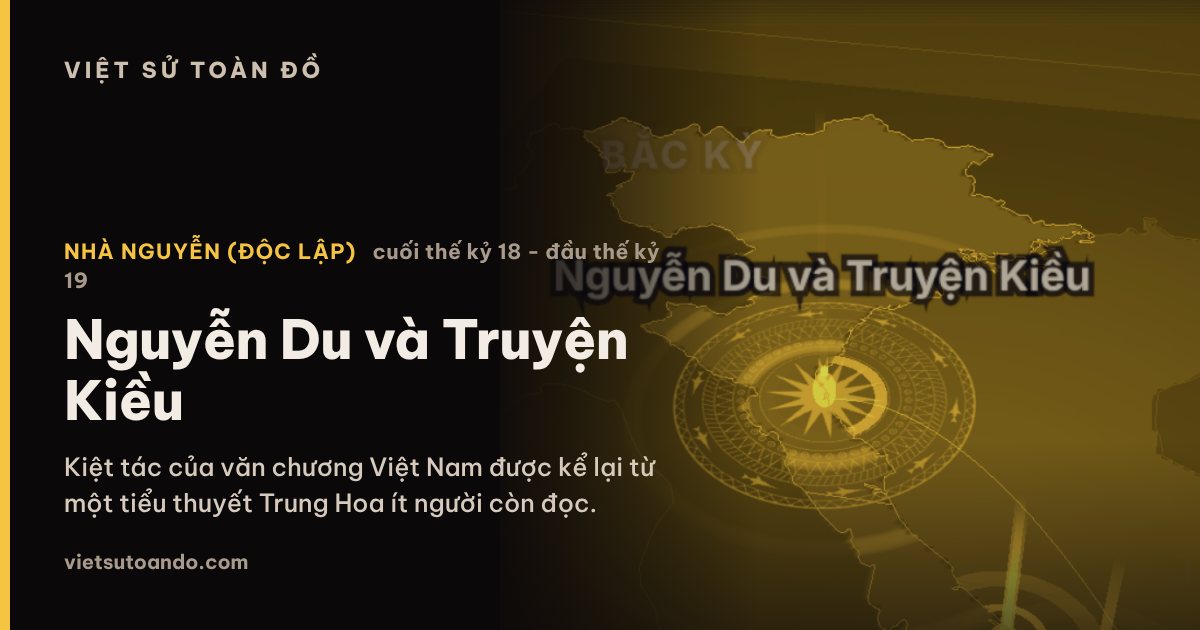 VIỆT SỬ TOÀN ĐỒ
BẮC KỲ
NHÀ NGUYỄN (ĐỘC LẬP) cuối thế kỷ 18 - đầu thế kỷ
19
Nguyễn Du và Truyện Kiều
Nguyễn Du và Truyện
Kiều
Kiệt tác của văn chương Việt Nam được kể lại từ
một tiểu thuyết Trung Hoa ít người còn đọc.
vietsutoando.com